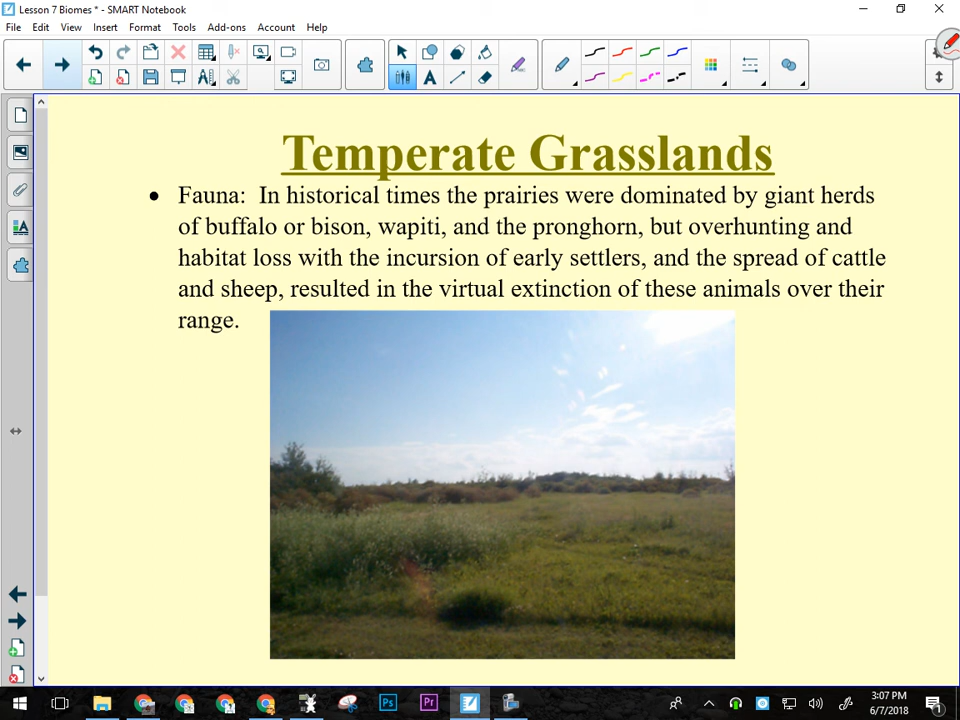 Lesson 7 Biomes * - SMART Notebook
File Edit View Insert Format Tools Add-ons Account Help
Temperate Grasslands
• Fauna: In historical times the prairies were dominated by giant herds
of buffalo or bison, wapiti, and the pronghorn, but overhunting and
habitat loss with the incursion of early settlers, and the spread of cattle
and sheep, resulted in the virtual extinction of these animals over their
range.
Ps Pr
3:07 PM
6/7/2018
1